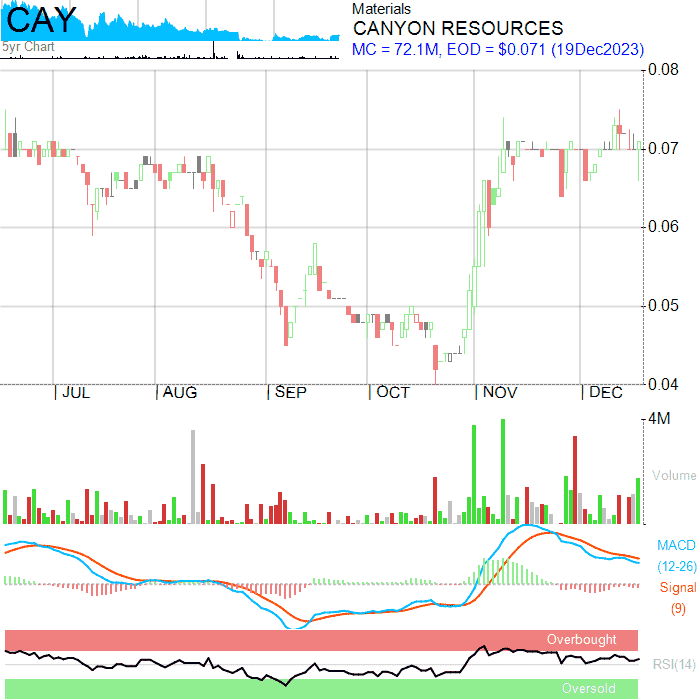 CAY
5yr Chart
Materials
CANYON RESOURCES
MC = 72.1M, EOD = $0.071 (19Dec2023)
0.08
0.07
0.06
0.05
0.04
JUL AUG SEP OCT NOV DEC
4M
Volume
MACD
(12-26)
Signal
(9)
Overbought
RSI(14)
Oversold